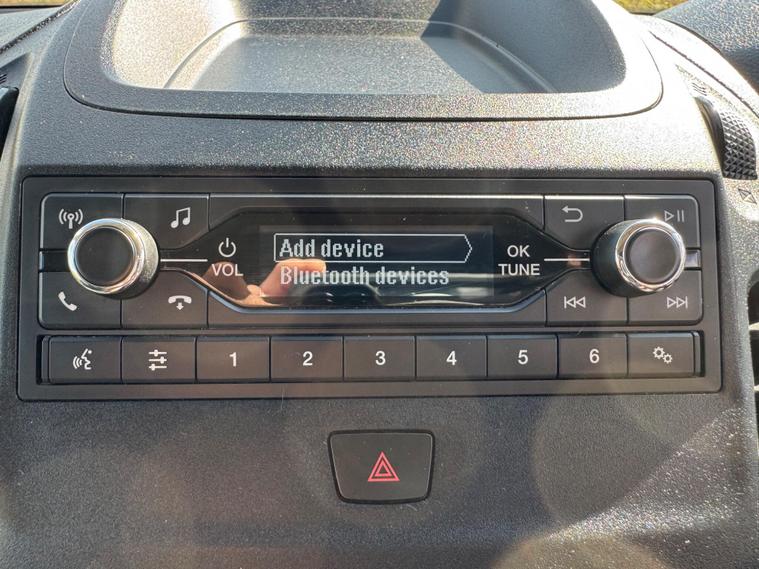 Add device
Bluetooth devices
VOL
OK
TUNE
1 2 3 4 5 6